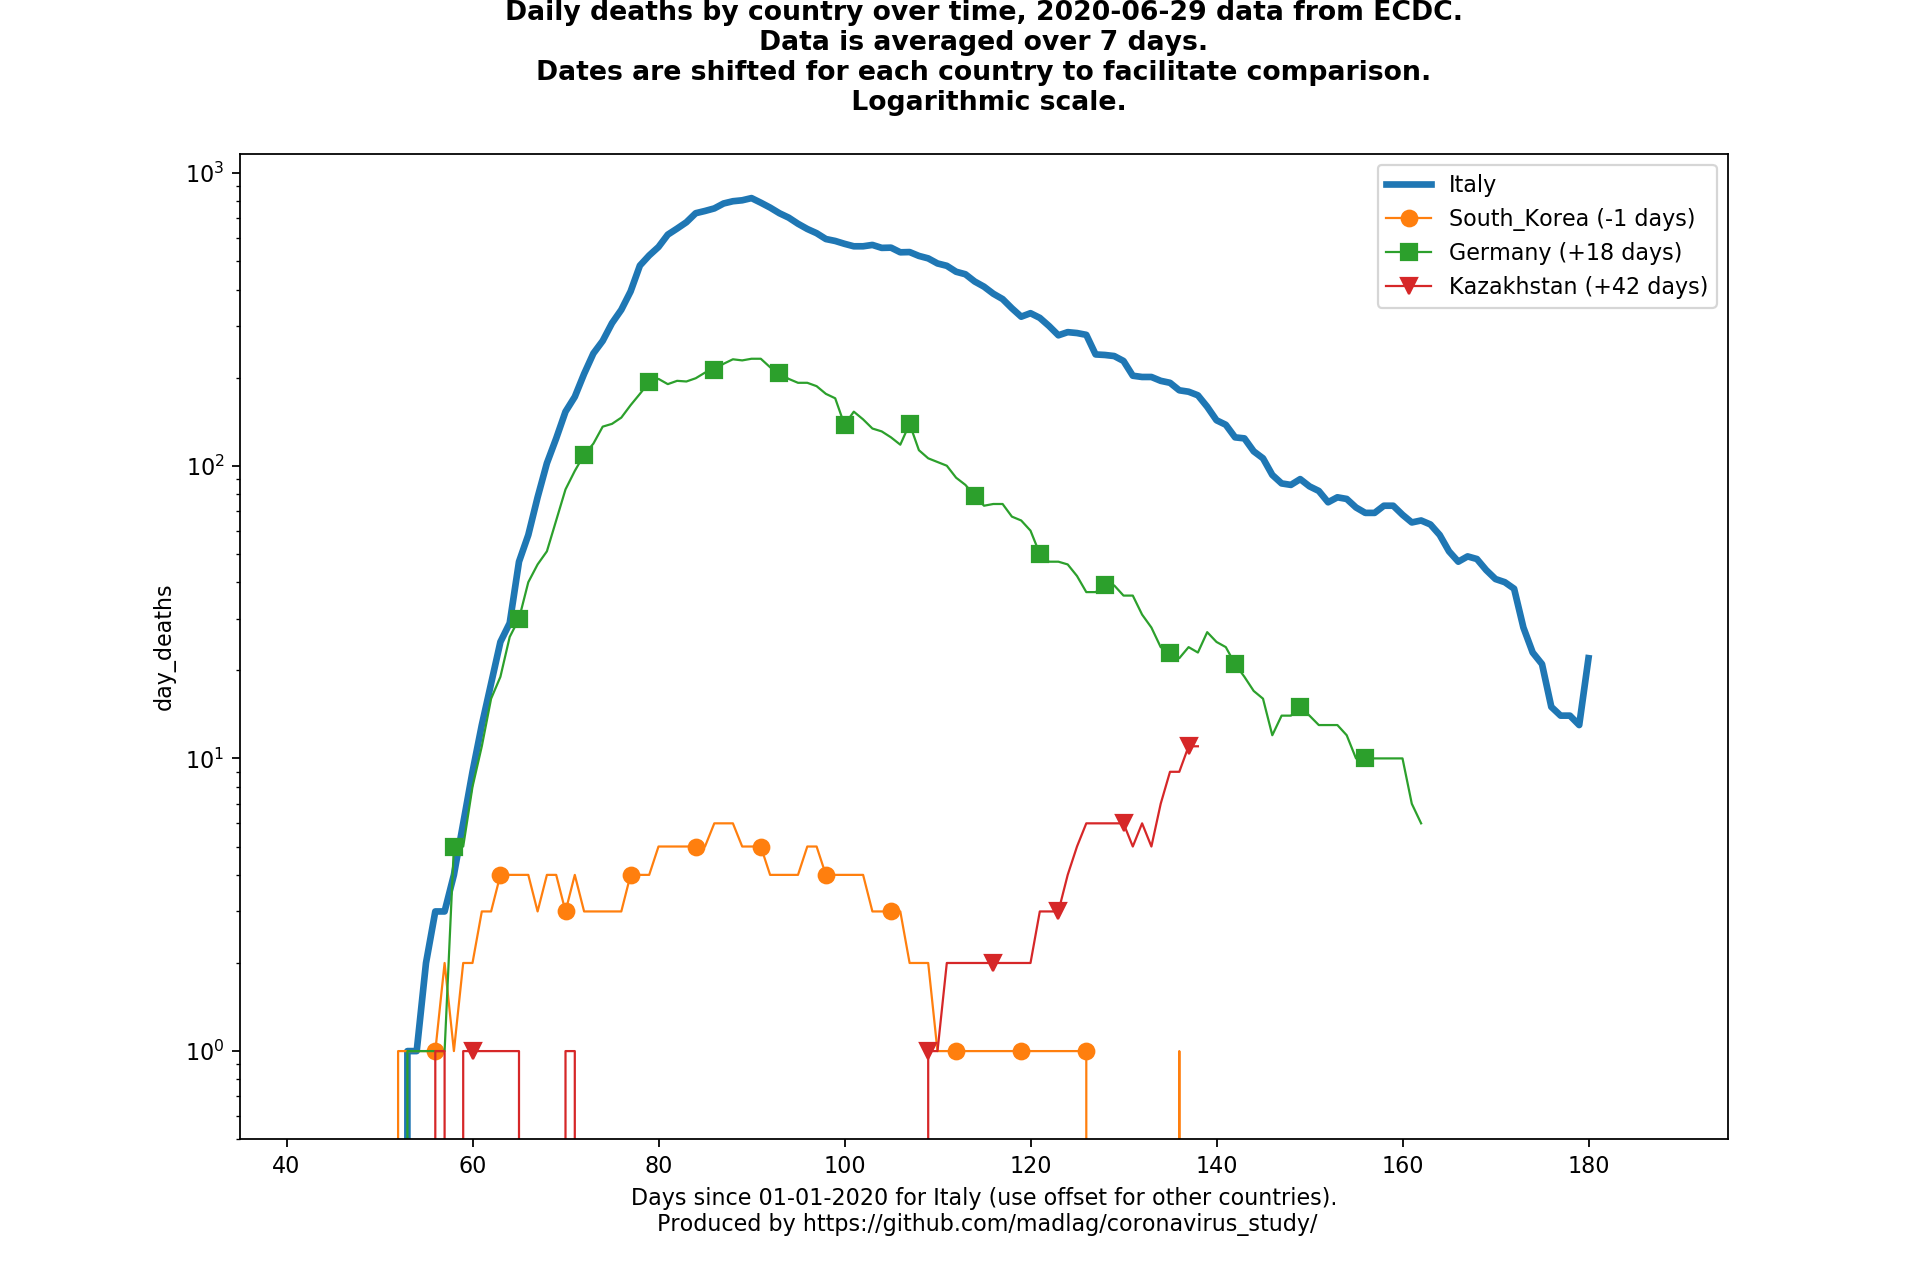 Daily deaths by country over time, 2020-06-29 data from ECDC.
Data is averaged over 7 days.
Dates are shifted for each country to facilitate comparison.
Logarithmic scale.
10³
10²
10¹
10⁰
day_deaths
Italy
South_Korea (-1 days)
Germany (+18 days)
Kazakhstan (+42 days)
40 60 80 100 120 140 160 180
Days since 01-01-2020 for Italy (use offset for other countries).
Produced by https://github.com/madlag/coronavirus_study/